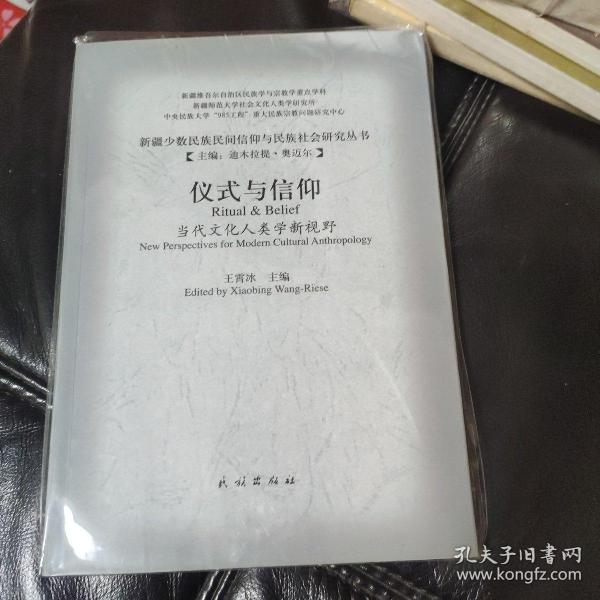 新疆维吾尔自治区民族学与宗教学重点学科
新疆师范大学社会文化人类学研究所
中央民族大学“985工程”重大民族宗教问题研究中心
新疆少数民族民间信仰与民族社会研究丛书
【主编：迪木拉提·奥迈尔】
仪式与信仰
Ritual & Belief
当代文化人类学新视野
New Perspectives for Modern Cultural Anthropology
王霄冰 主编
Edited by Xiaobing Wang-Riese
民族出版社
孔夫子旧书网
www.kongfz.com